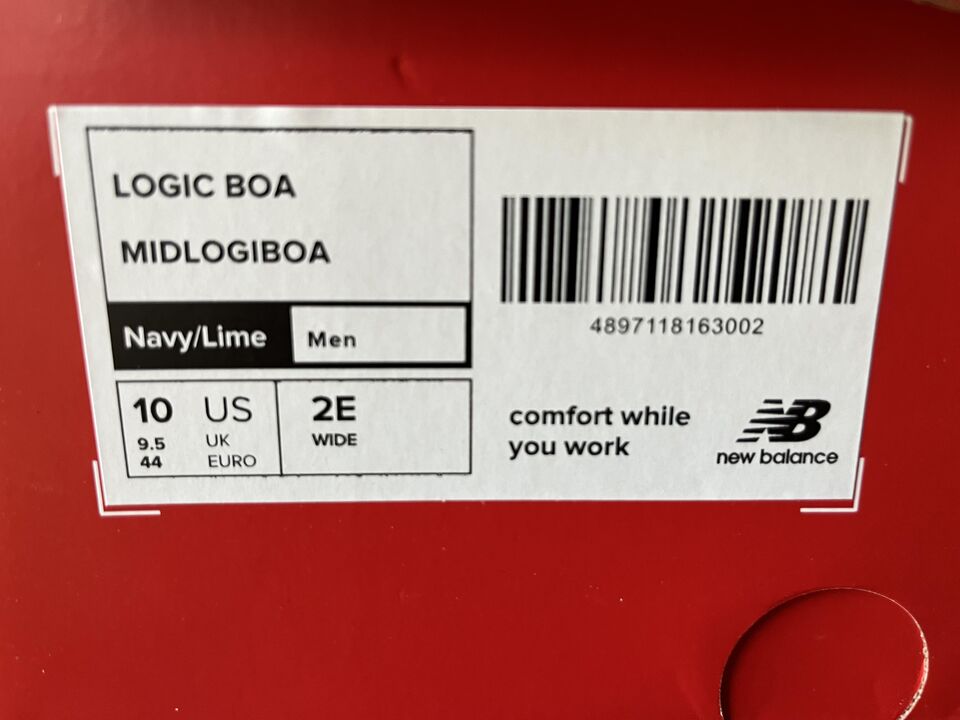 LOGIC BOA
MIDLOGIBOA
Navy/Lime Men
10 US
9.5 UK
44 EURO
2E
WIDE
4897118163002
comfort while
you work
NB
new balance